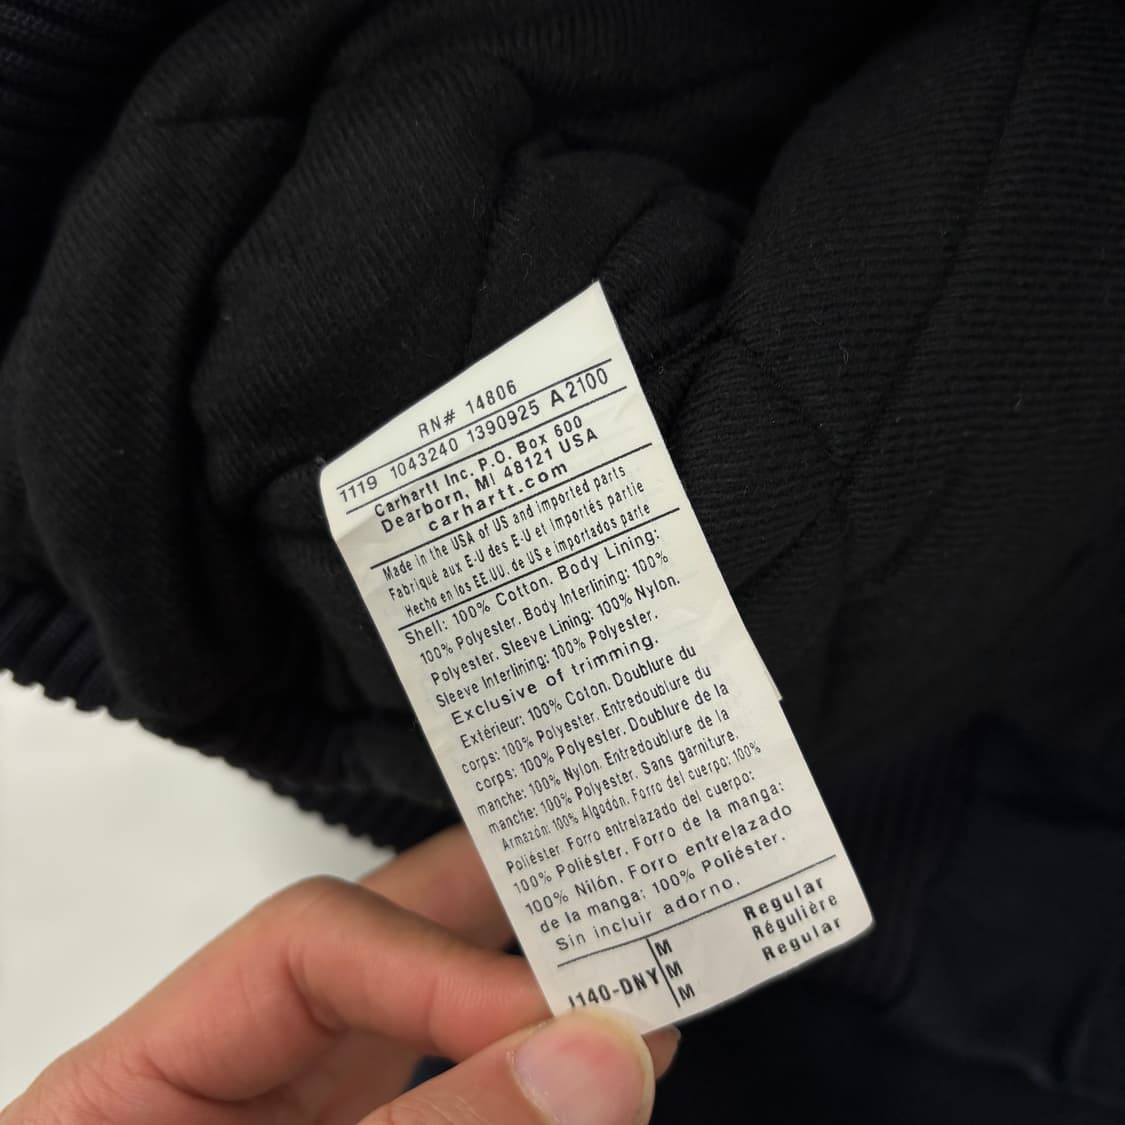 RN# 14806
1119 1043240 1390925 A2100
Carhartt Inc. P.O. Box 600
Dearborn, MI 48121 USA
carhartt.com
Made in the USA of US and imported parts
Fabriqué aux E-U des E-U et importés partie
Hecho en los EE.UU. de US e importados parte
Shell: 100% Cotton. Body Lining:
100% Polyester. Body Interlining: 100%
Polyester. Sleeve Lining: 100% Nylon.
Sleeve Interlining: 100% Polyester.
Exclusive of trimming.
Extérieur: 100% Coton. Doublure du
corps: 100% Polyester. Entredoublure du
corps: 100% Polyester. Doublure de la
manche: 100% Nylon. Entredoublure de la
manche: 100% Polyester. Sans garniture.
Armazón: 100% Algodón. Forro del cuerpo: 100%
Poliéster. Forro entrelazado del cuerpo:
100% Poliéster. Forro de la manga:
100% Nilón. Forro entrelazado
de la manga: 100% Poliéster.
Sin incluir adorno.
J140-DNY M Regular
M Régulière
M Regular